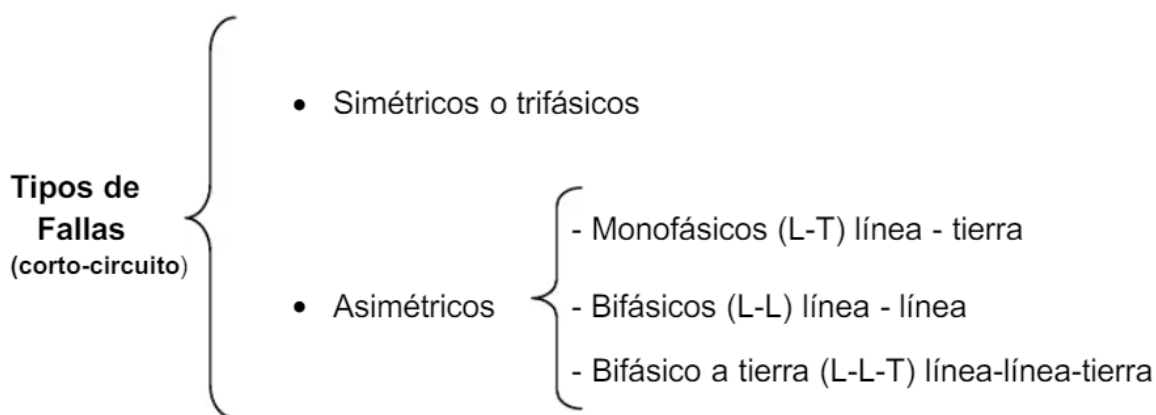 Tipos de
Fallas
(corto-circuito)
• Simétricos o trifásicos
• Asimétricos
- Monofásicos (L-T) línea - tierra
- Bifásicos (L-L) línea - línea
- Bifásico a tierra (L-L-T) línea-línea-tierra